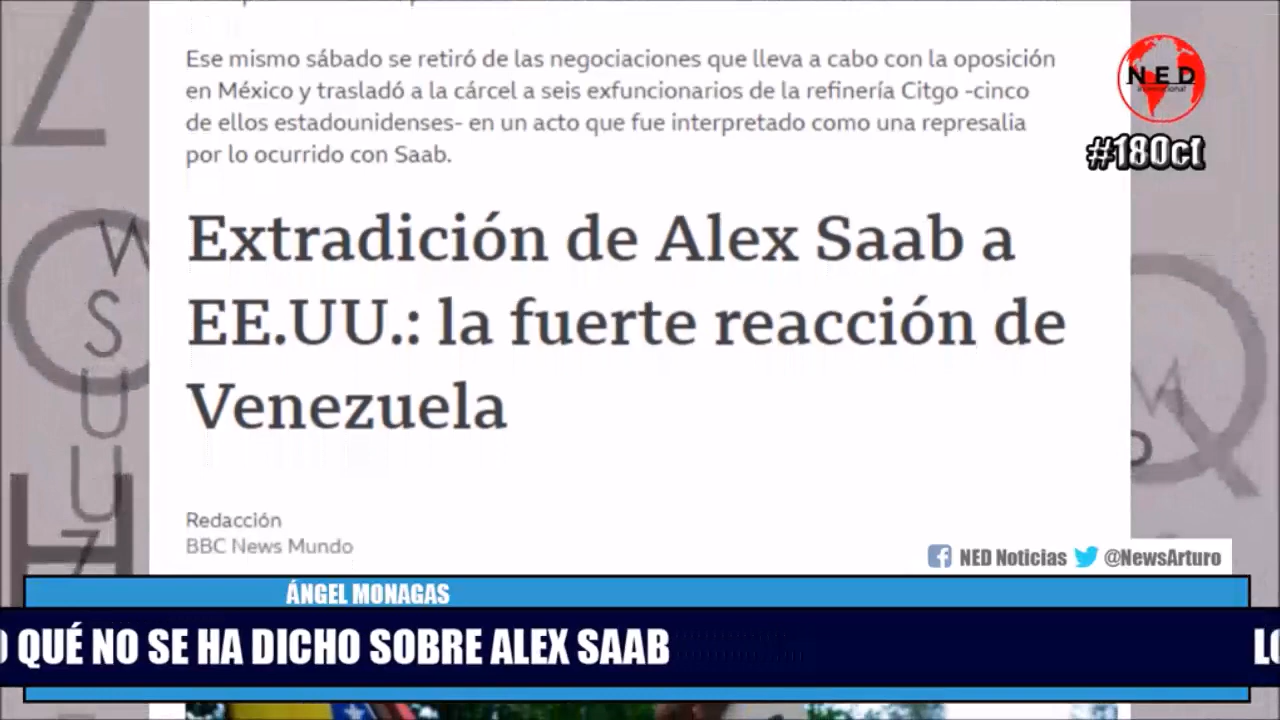 Ese mismo sábado se retiró de las negociaciones que lleva a cabo con la oposición
en México y trasladó a la cárcel a seis exfuncionarios de la refinería Citgo -cinco
de ellos estadounidenses- en un acto que fue interpretado como una represalia
por lo ocurrido con Saab.
NED
#18Oct
Extradición de Alex Saab a
EE.UU.: la fuerte reacción de
Venezuela
Redacción
BBC News Mundo
NED Noticias @NewsArturo
ÁNGEL MONAGAS
O QUÉ NO SE HA DICHO SOBRE ALEX SAAB
LO